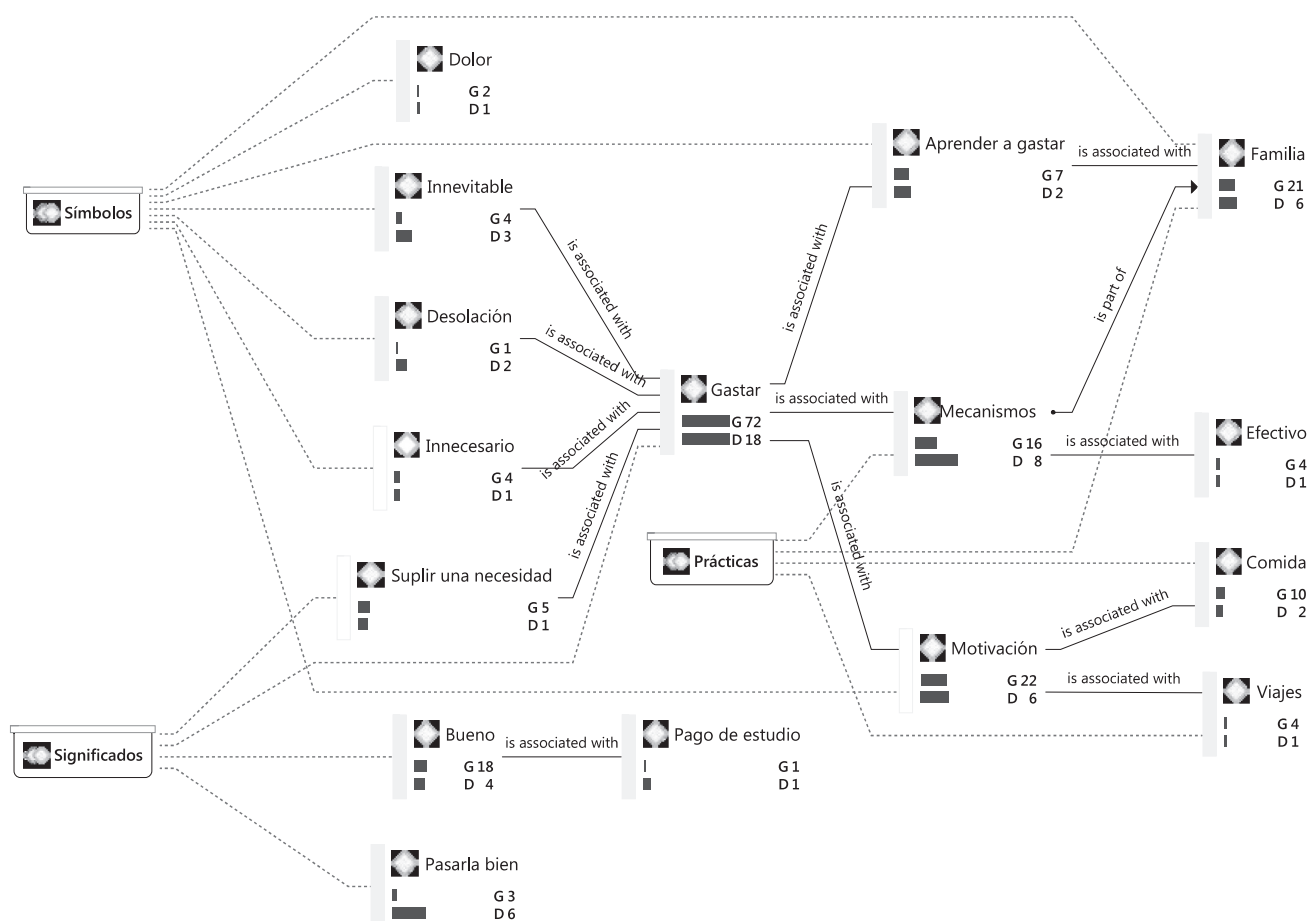 Dolor
G 2
D 1
Aprender a gastar
G 7
D 2
is associated with
Familia
G 21
D 6
Símbolos
Innevitable
G 4
D 3
is associated with
is associated with
is part of
Desolación
G 1
D 2
is associated with
Gastar
G 72
D 18
is associated with
Mecanismos
G 16
D 8
is associated with
Efectivo
G 4
D 1
Innecesario
G 4
D 1
is associated with
is associated with
is associated with
Prácticas
Comida
G 10
D 2
Suplir una necesidad
G 5
D 1
Motivación
G 22
D 6
is associated with
is associated with
Viajes
G 4
D 1
Significados
Bueno
G 18
D 4
is associated with
Pago de estudio
G 1
D 1
Pasarla bien
G 3
D 6